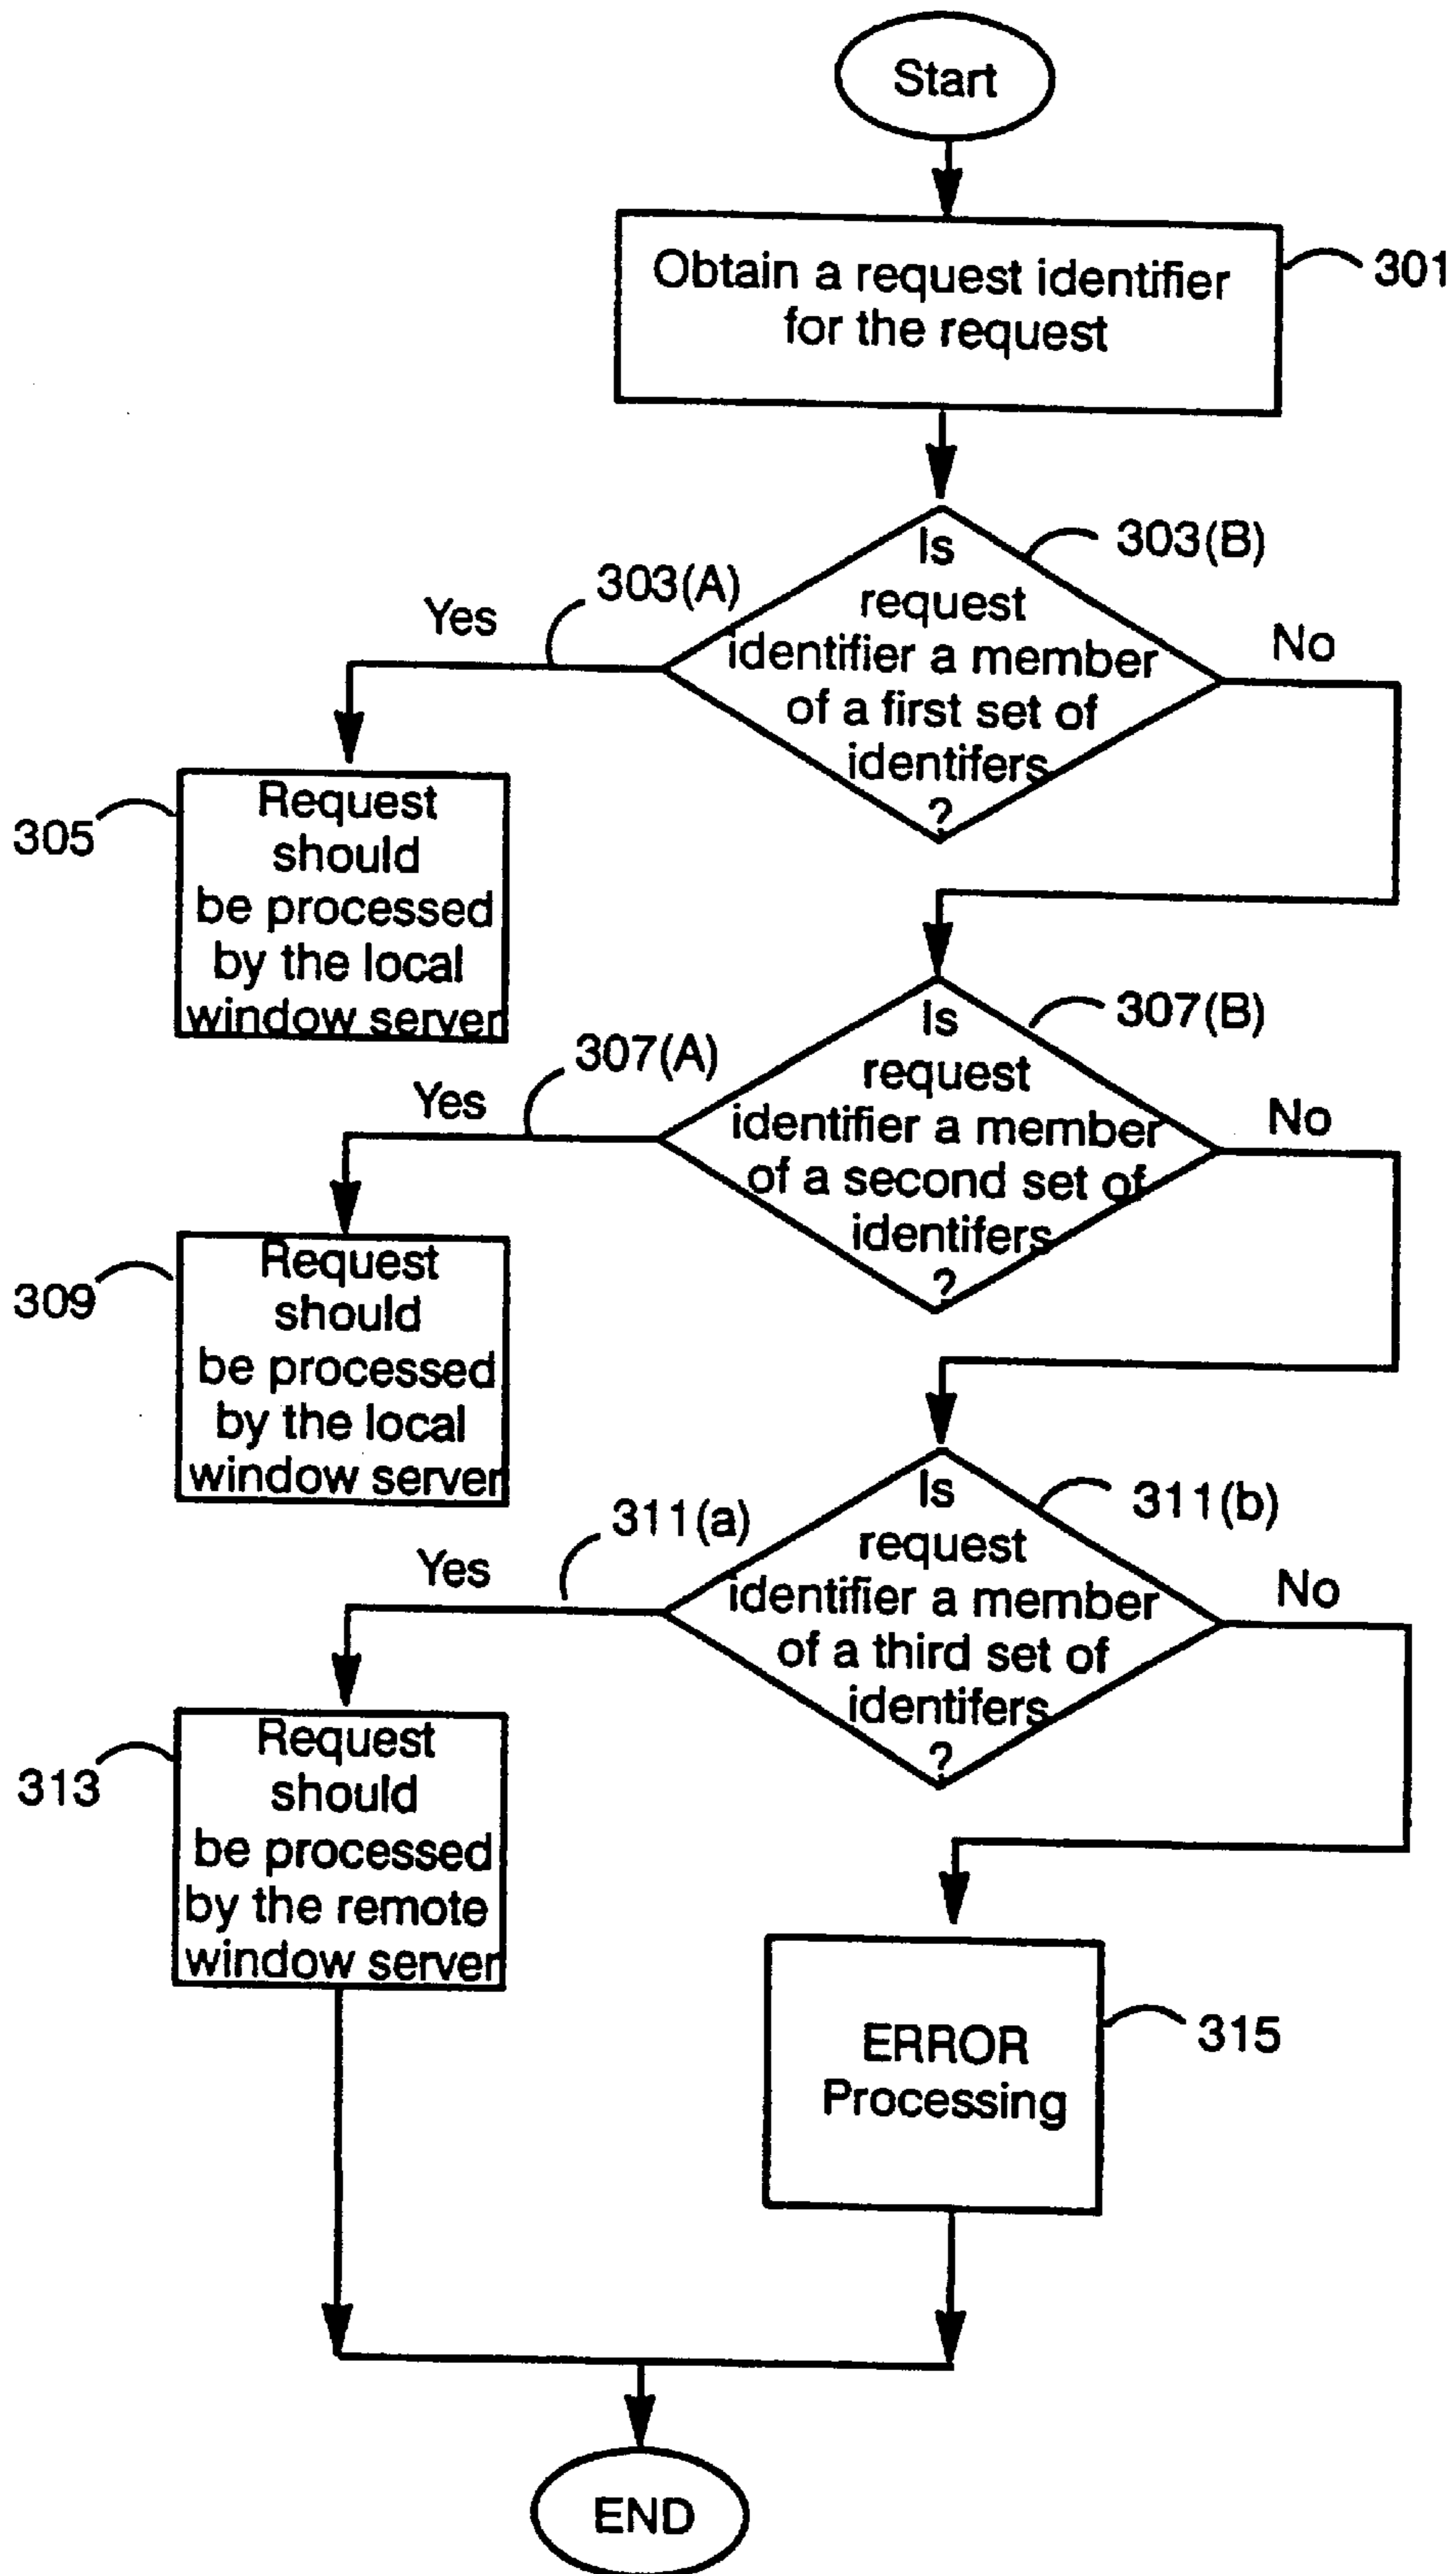 Start
Obtain a request identifier
for the request
301
Is
request
identifier a member
of a first set of
identifers
?
303(B)
303(A)
Yes
No
Request
should
be processed
by the local
window server
305
Is
request
identifier a member
of a second set of
identifers
?
307(B)
307(A)
Yes
No
Request
should
be processed
by the local
window server
309
Is
request
identifier a member
of a third set of
identifers
?
311(b)
311(a)
Yes
No
Request
should
be processed
by the remote
window server
313
ERROR
Processing
315
END